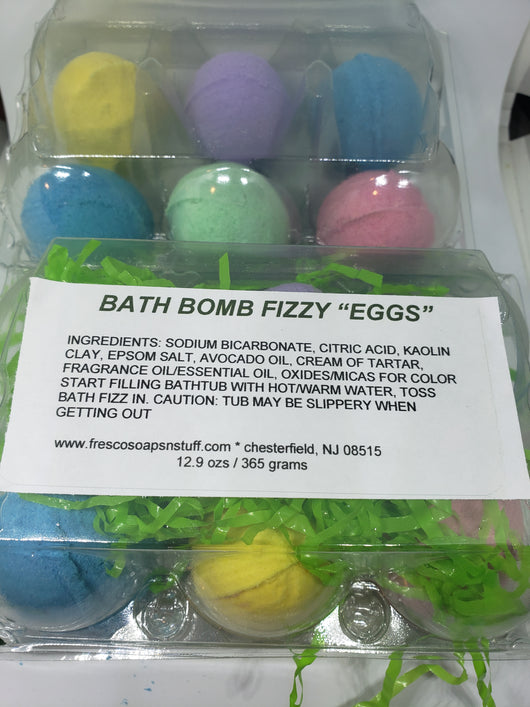 BATH BOMB FIZZY “EGGS”
INGREDIENTS: SODIUM BICARBONATE, CITRIC ACID, KAOLIN
CLAY, EPSOM SALT, AVOCADO OIL, CREAM OF TARTAR,
FRAGRANCE OIL/ESSENTIAL OIL, OXIDES/MICAS FOR COLOR
START FILLING BATHTUB WITH HOT/WARM WATER, TOSS
BATH FIZZ IN. CAUTION: TUB MAY BE SLIPPERY WHEN
GETTING OUT
www.frescosoapsnstuff.com * chesterfield, NJ 08515
12.9 ozs / 365 grams